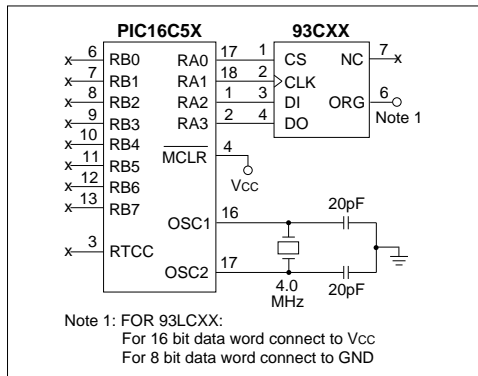 PIC16C5X 93CXX
x 6 RB0 RA0 17 1 CS NC 7 x
x 7 RB1 RA1 18 2 CLK
x 8 RB2 RA2 1 3 DI ORG 6
x 9 RB3 RA3 2 4 DO Note 1
x 10 RB4
x 11 RB5 MCLR 4
x 12 RB6 Vcc
x 13 RB7
OSC1 16 20pF
x 3 RTCC
OSC2 17
4.0 20pF
MHz
Note 1: FOR 93LCXX:
For 16 bit data word connect to Vcc
For 8 bit data word connect to GND